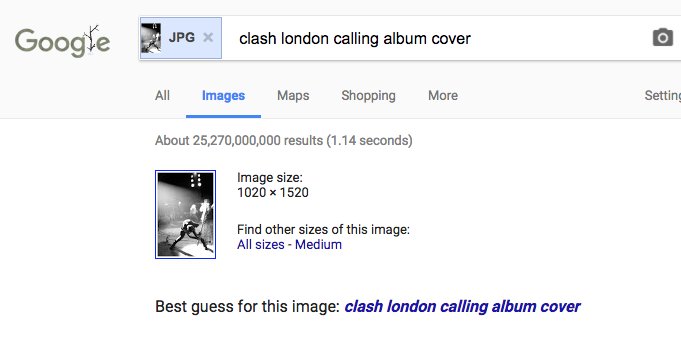 Google
JPG × clash london calling album cover
All Images Maps Shopping More Settin
About 25,270,000,000 results (1.14 seconds)
Image size:
1020 × 1520
Find other sizes of this image:
All sizes - Medium
Best guess for this image: clash london calling album cover